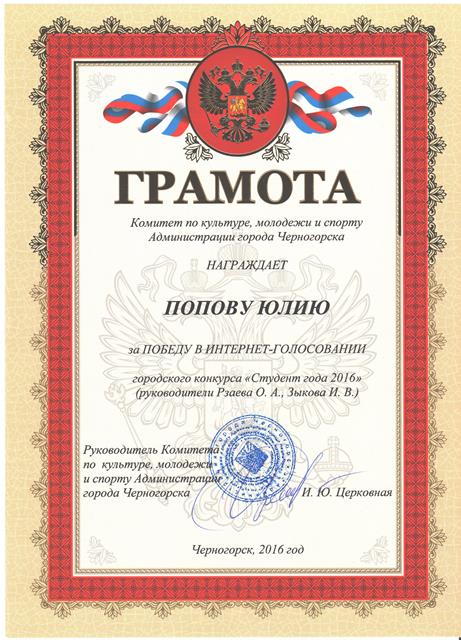 ГРАМОТА
Комитет по культуре, молодежи и спорту
Администрации города Черногорска
НАГРАЖДАЕТ
ПОПОВУ ЮЛИЮ
за ПОБЕДУ В ИНТЕРНЕТ-ГОЛОСОВАНИИ
городского конкурса «Студент года 2016»
(руководители Рзаева О. А., Зыкова И. В.)
Руководитель Комитета
по культуре, молодежи
и спорту Администрации
города Черногорска И. Ю. Церковная
Черногорск, 2016 год